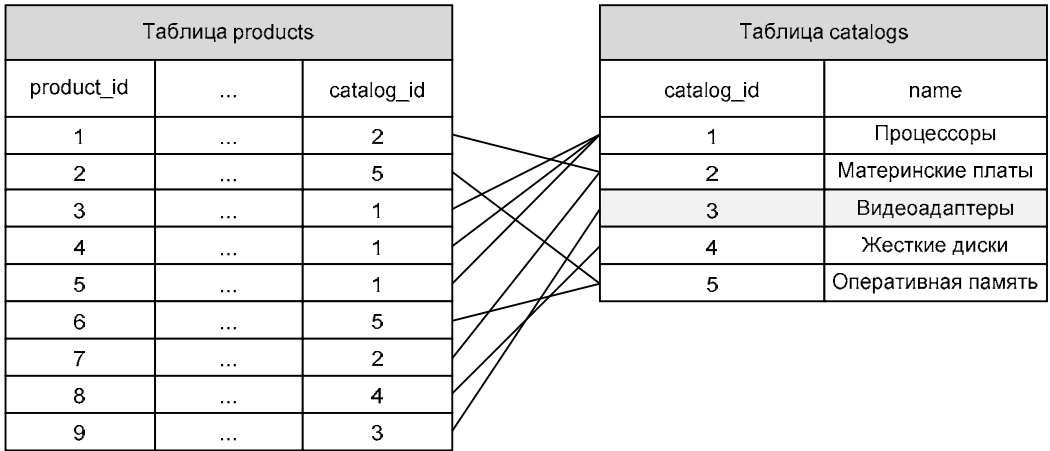 Таблица products
product_id ... catalog_id
1 ... 2
2 ... 5
3 ... 1
4 ... 1
5 ... 1
6 ... 5
7 ... 2
8 ... 4
9 ... 3
Таблица catalogs
catalog_id name
1 Процессоры
2 Материнские платы
3 Видеоадаптеры
4 Жесткие диски
5 Оперативная память